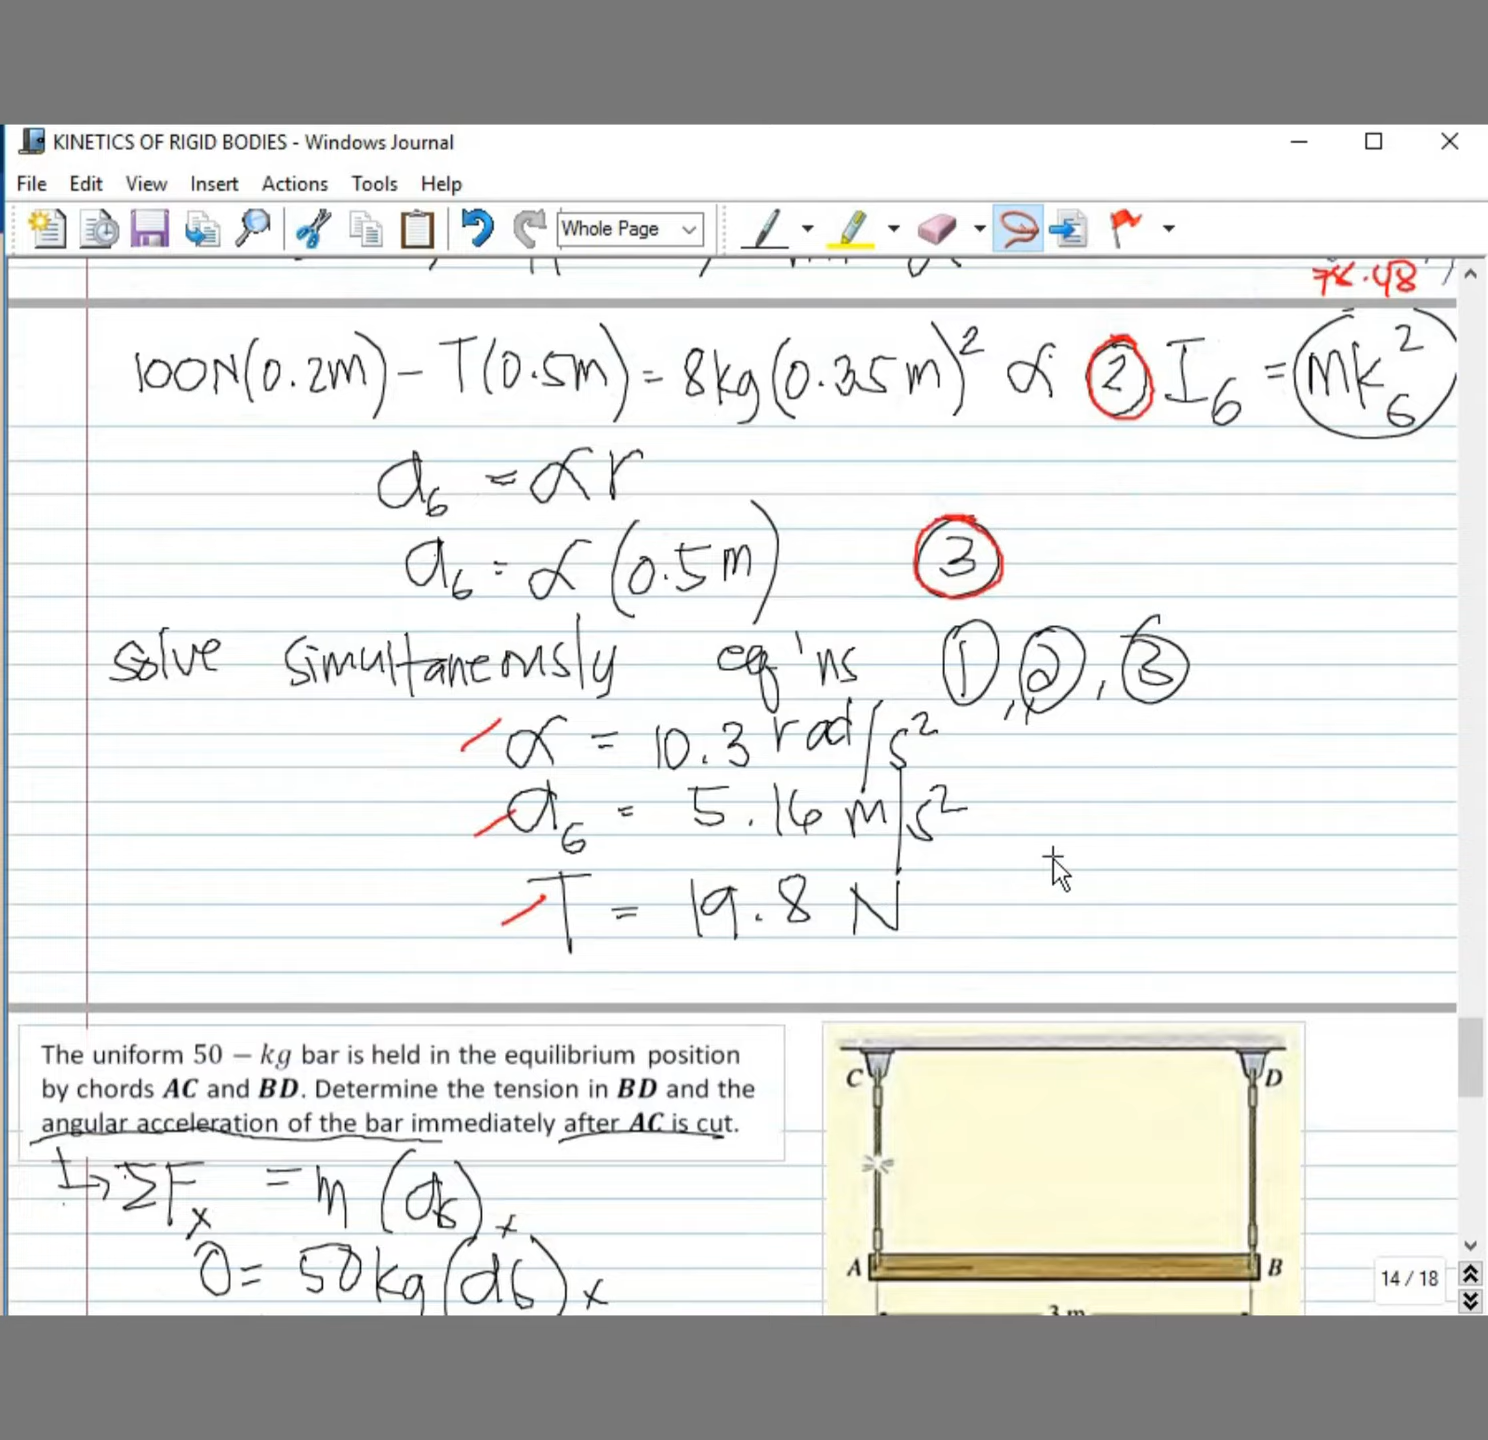 KINETICS OF RIGID BODIES - Windows Journal
File Edit View Insert Actions Tools Help
Whole Page
78.48
100N(0.2m) - T(0.5m) = 8kg(0.35m)² α ② I_G = mk_G²
a_G = αr
a_G = α(0.5m) ③
solve simultaneously eq'ns ①, ②, ③
α = 10.3 rad/s²
a_G = 5.16 m/s²
T = 19.8 N
The uniform 50 – kg bar is held in the equilibrium position
by chords AC and BD. Determine the tension in BD and the
angular acceleration of the bar immediately after AC is cut.
ΣF_x = m(a_G)_x
0 = 50kg(a_G)_x
C D
A B
3 m
14 / 18